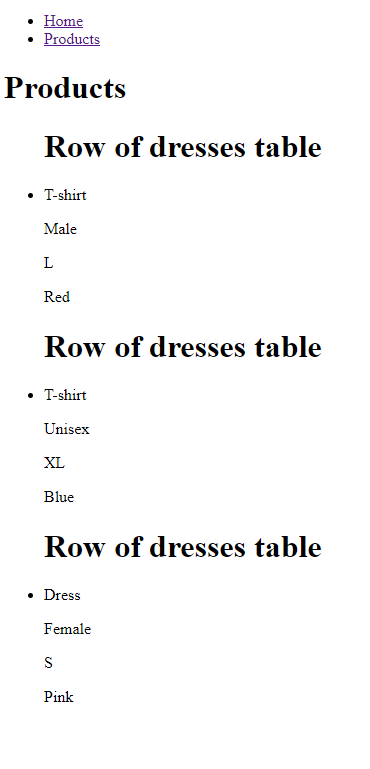 Home
Products
Products
Row of dresses table
T-shirt
Male
L
Red
Row of dresses table
T-shirt
Unisex
XL
Blue
Row of dresses table
Dress
Female
S
Pink